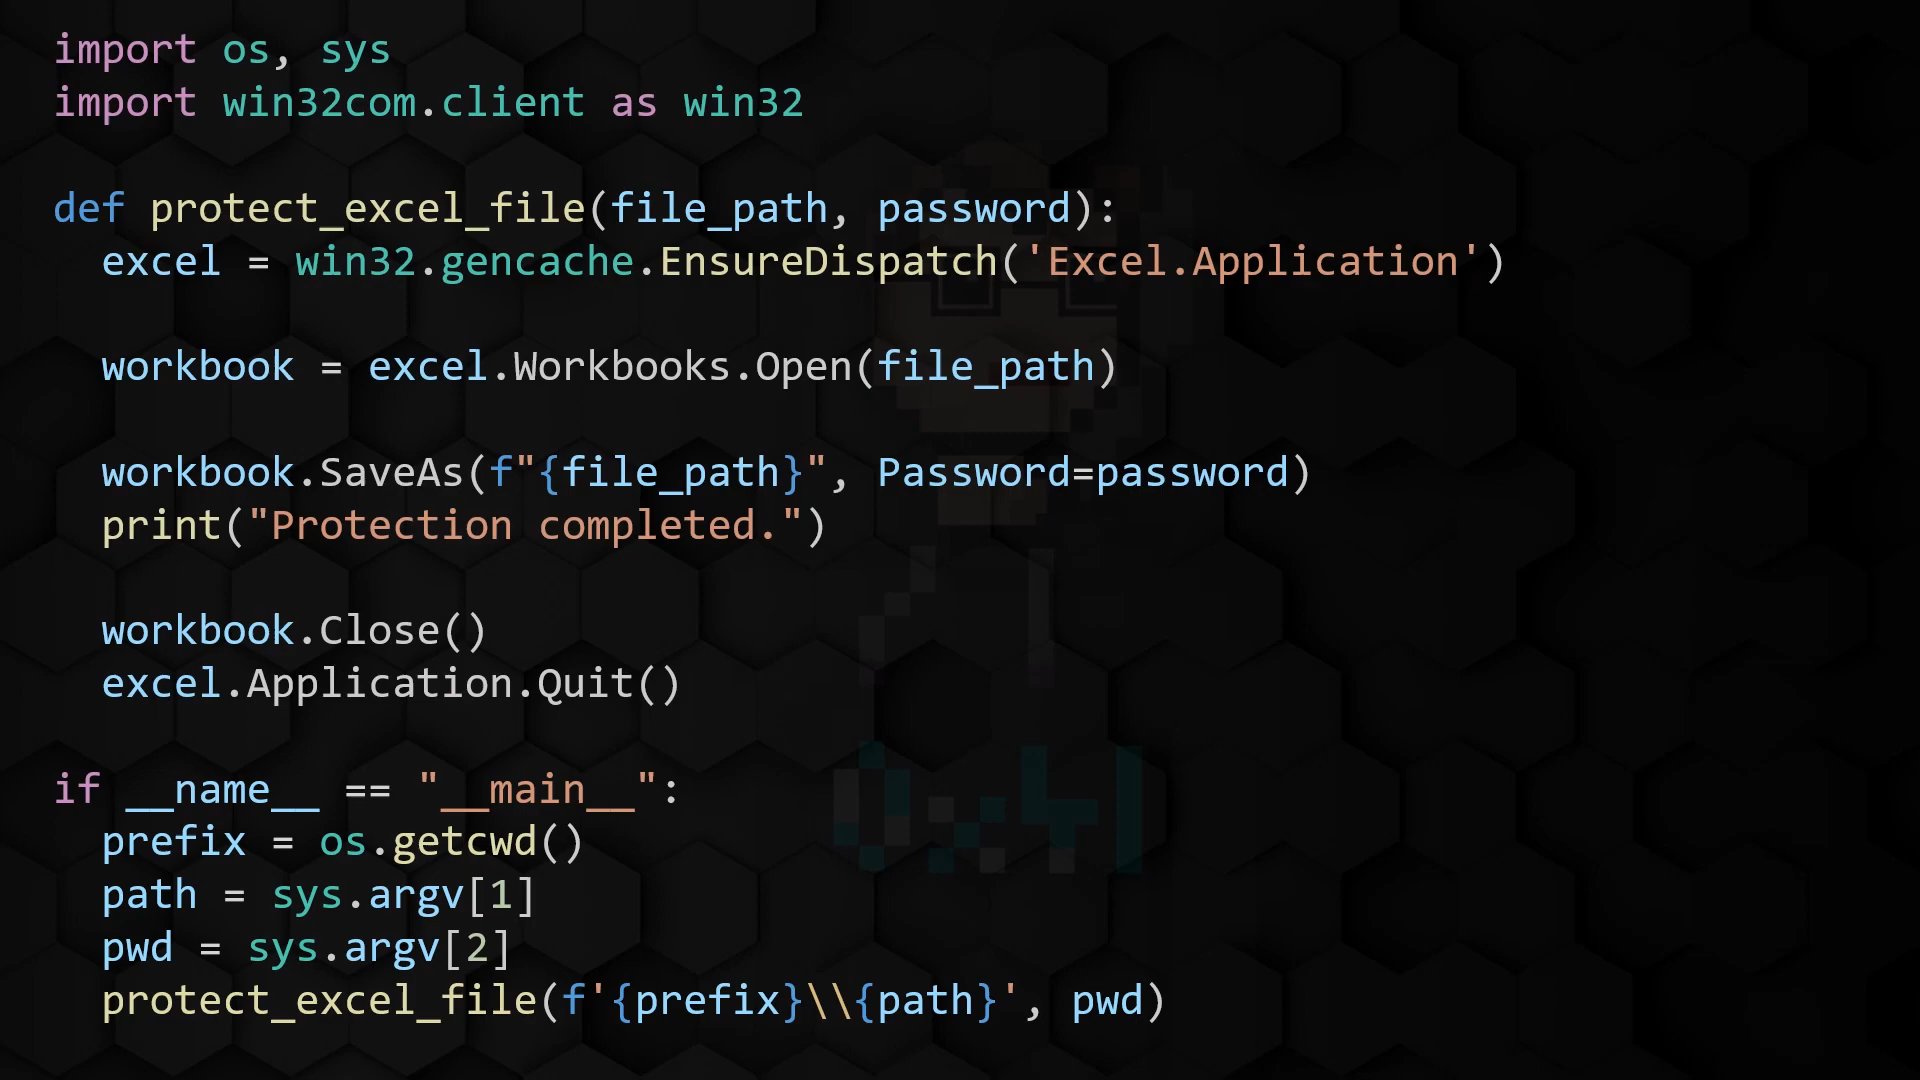 import os, sys
import win32com.client as win32
def protect_excel_file(file_path, password):
excel = win32.gencache.EnsureDispatch('Excel.Application')
workbook = excel.Workbooks.Open(file_path)
workbook.SaveAs(f"{file_path}", Password=password)
print("Protection completed.")
workbook.Close()
excel.Application.Quit()
if __name__ == "__main__":
prefix = os.getcwd()
path = sys.argv[1]
pwd = sys.argv[2]
protect_excel_file(f'{prefix}\\{path}', pwd)